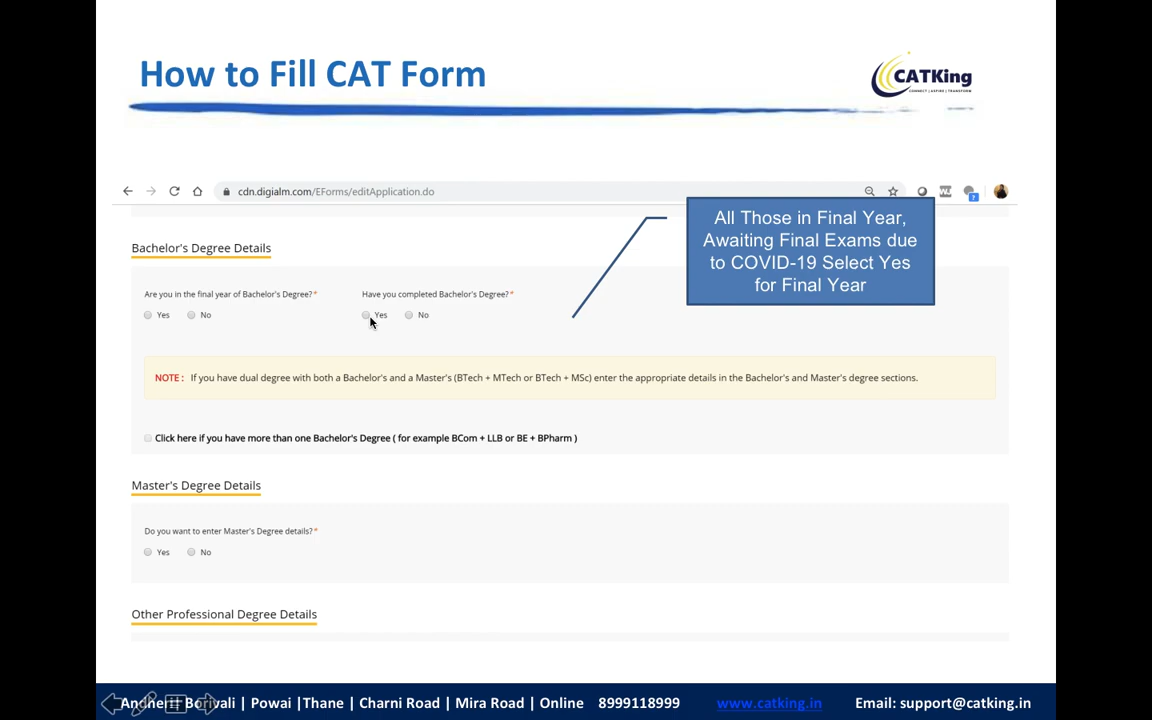 How to Fill CAT Form
CATKing
CONNECT | ASPIRE | TRANSFORM
cdn.digialm.com/EForms/editApplication.do
All Those in Final Year,
Awaiting Final Exams due
to COVID-19 Select Yes
for Final Year
Bachelor's Degree Details
Are you in the final year of Bachelor's Degree?* Have you completed Bachelor's Degree?*
Yes No Yes No
NOTE : If you have dual degree with both a Bachelor's and a Master's (BTech + MTech or BTech + MSc) enter the appropriate details in the Bachelor's and Master's degree sections.
Click here if you have more than one Bachelor's Degree ( for example BCom + LLB or BE + BPharm )
Master's Degree Details
Do you want to enter Master's Degree details?*
Yes No
Other Professional Degree Details
Andheri Borivali | Powai |Thane | Charni Road | Mira Road | Online 8999118999 www.catking.in Email: support@catking.in